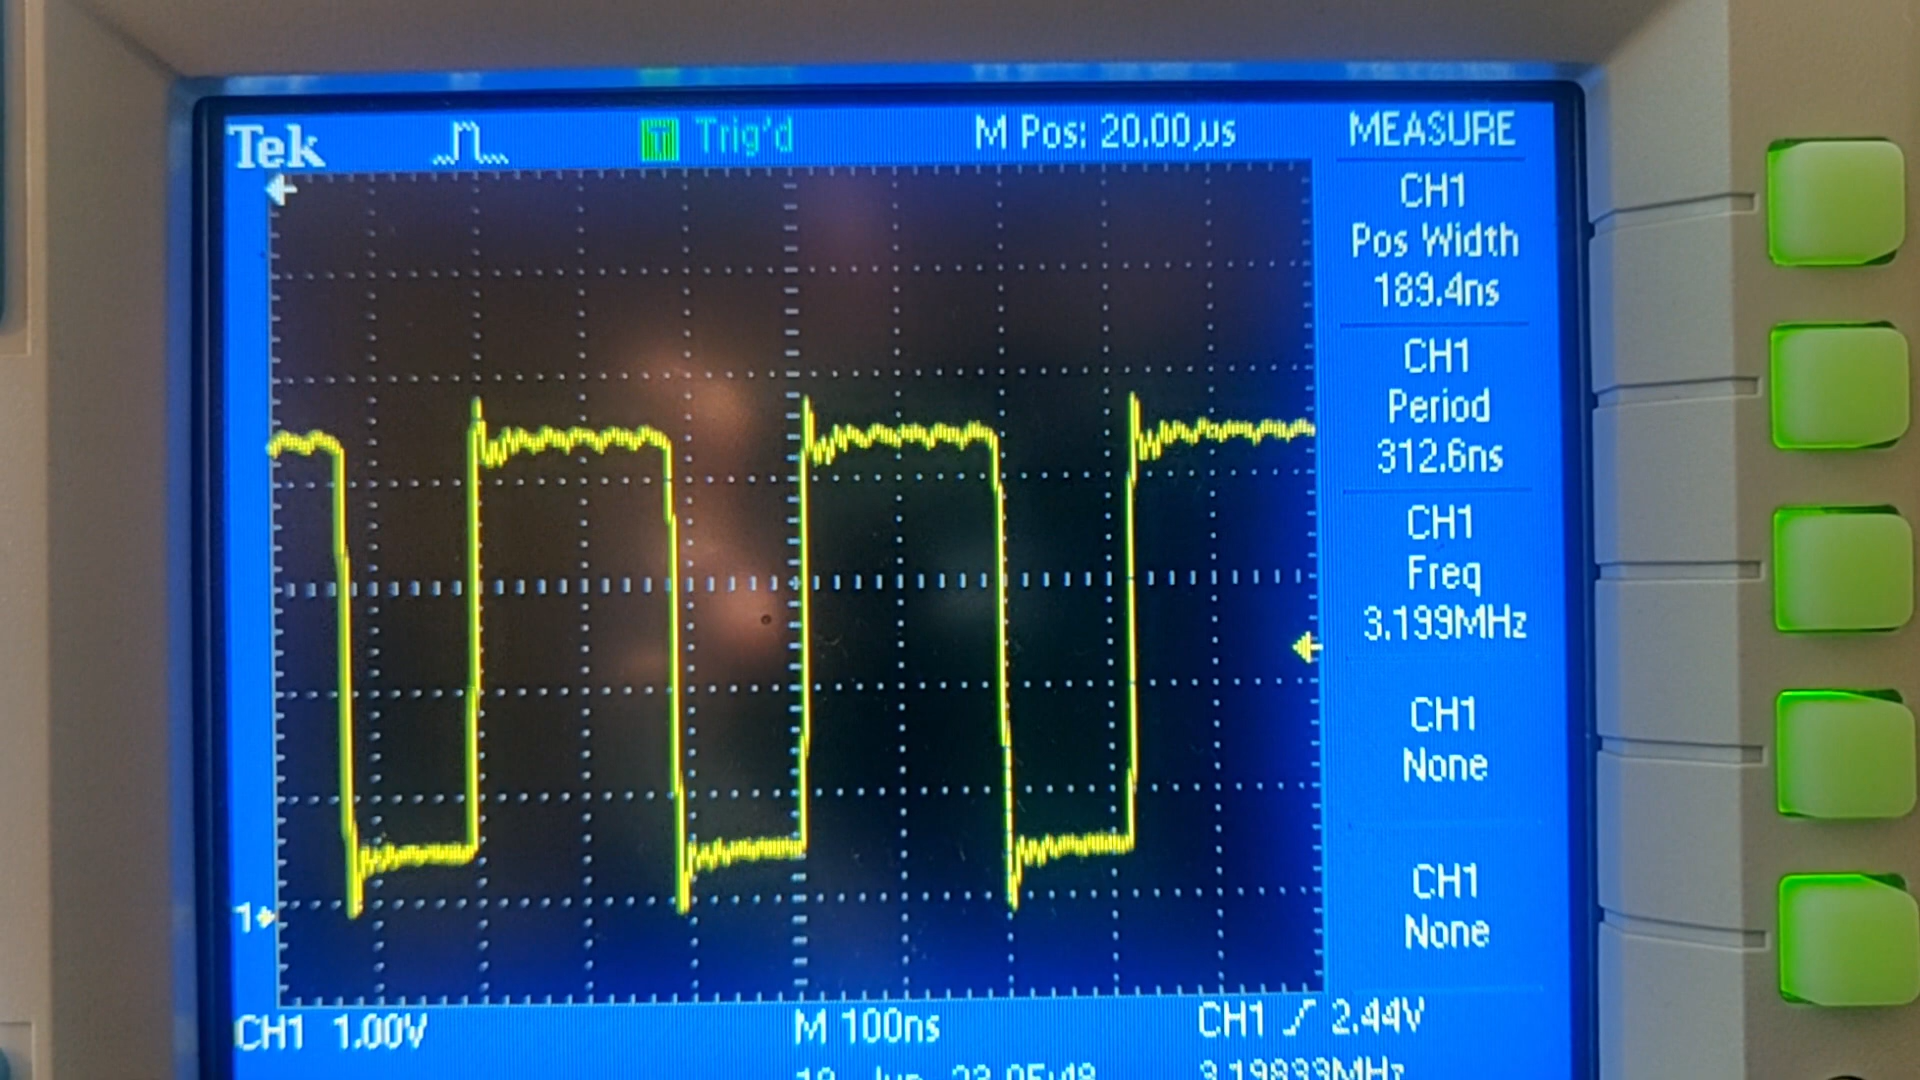 Tek T Trig'd M Pos: 20.00µs MEASURE
CH1
Pos Width
189.4ns
CH1
Period
312.6ns
CH1
Freq
3.199MHz
CH1
None
CH1
None
1
CH1 1.00V M 100ns CH1 2.44V